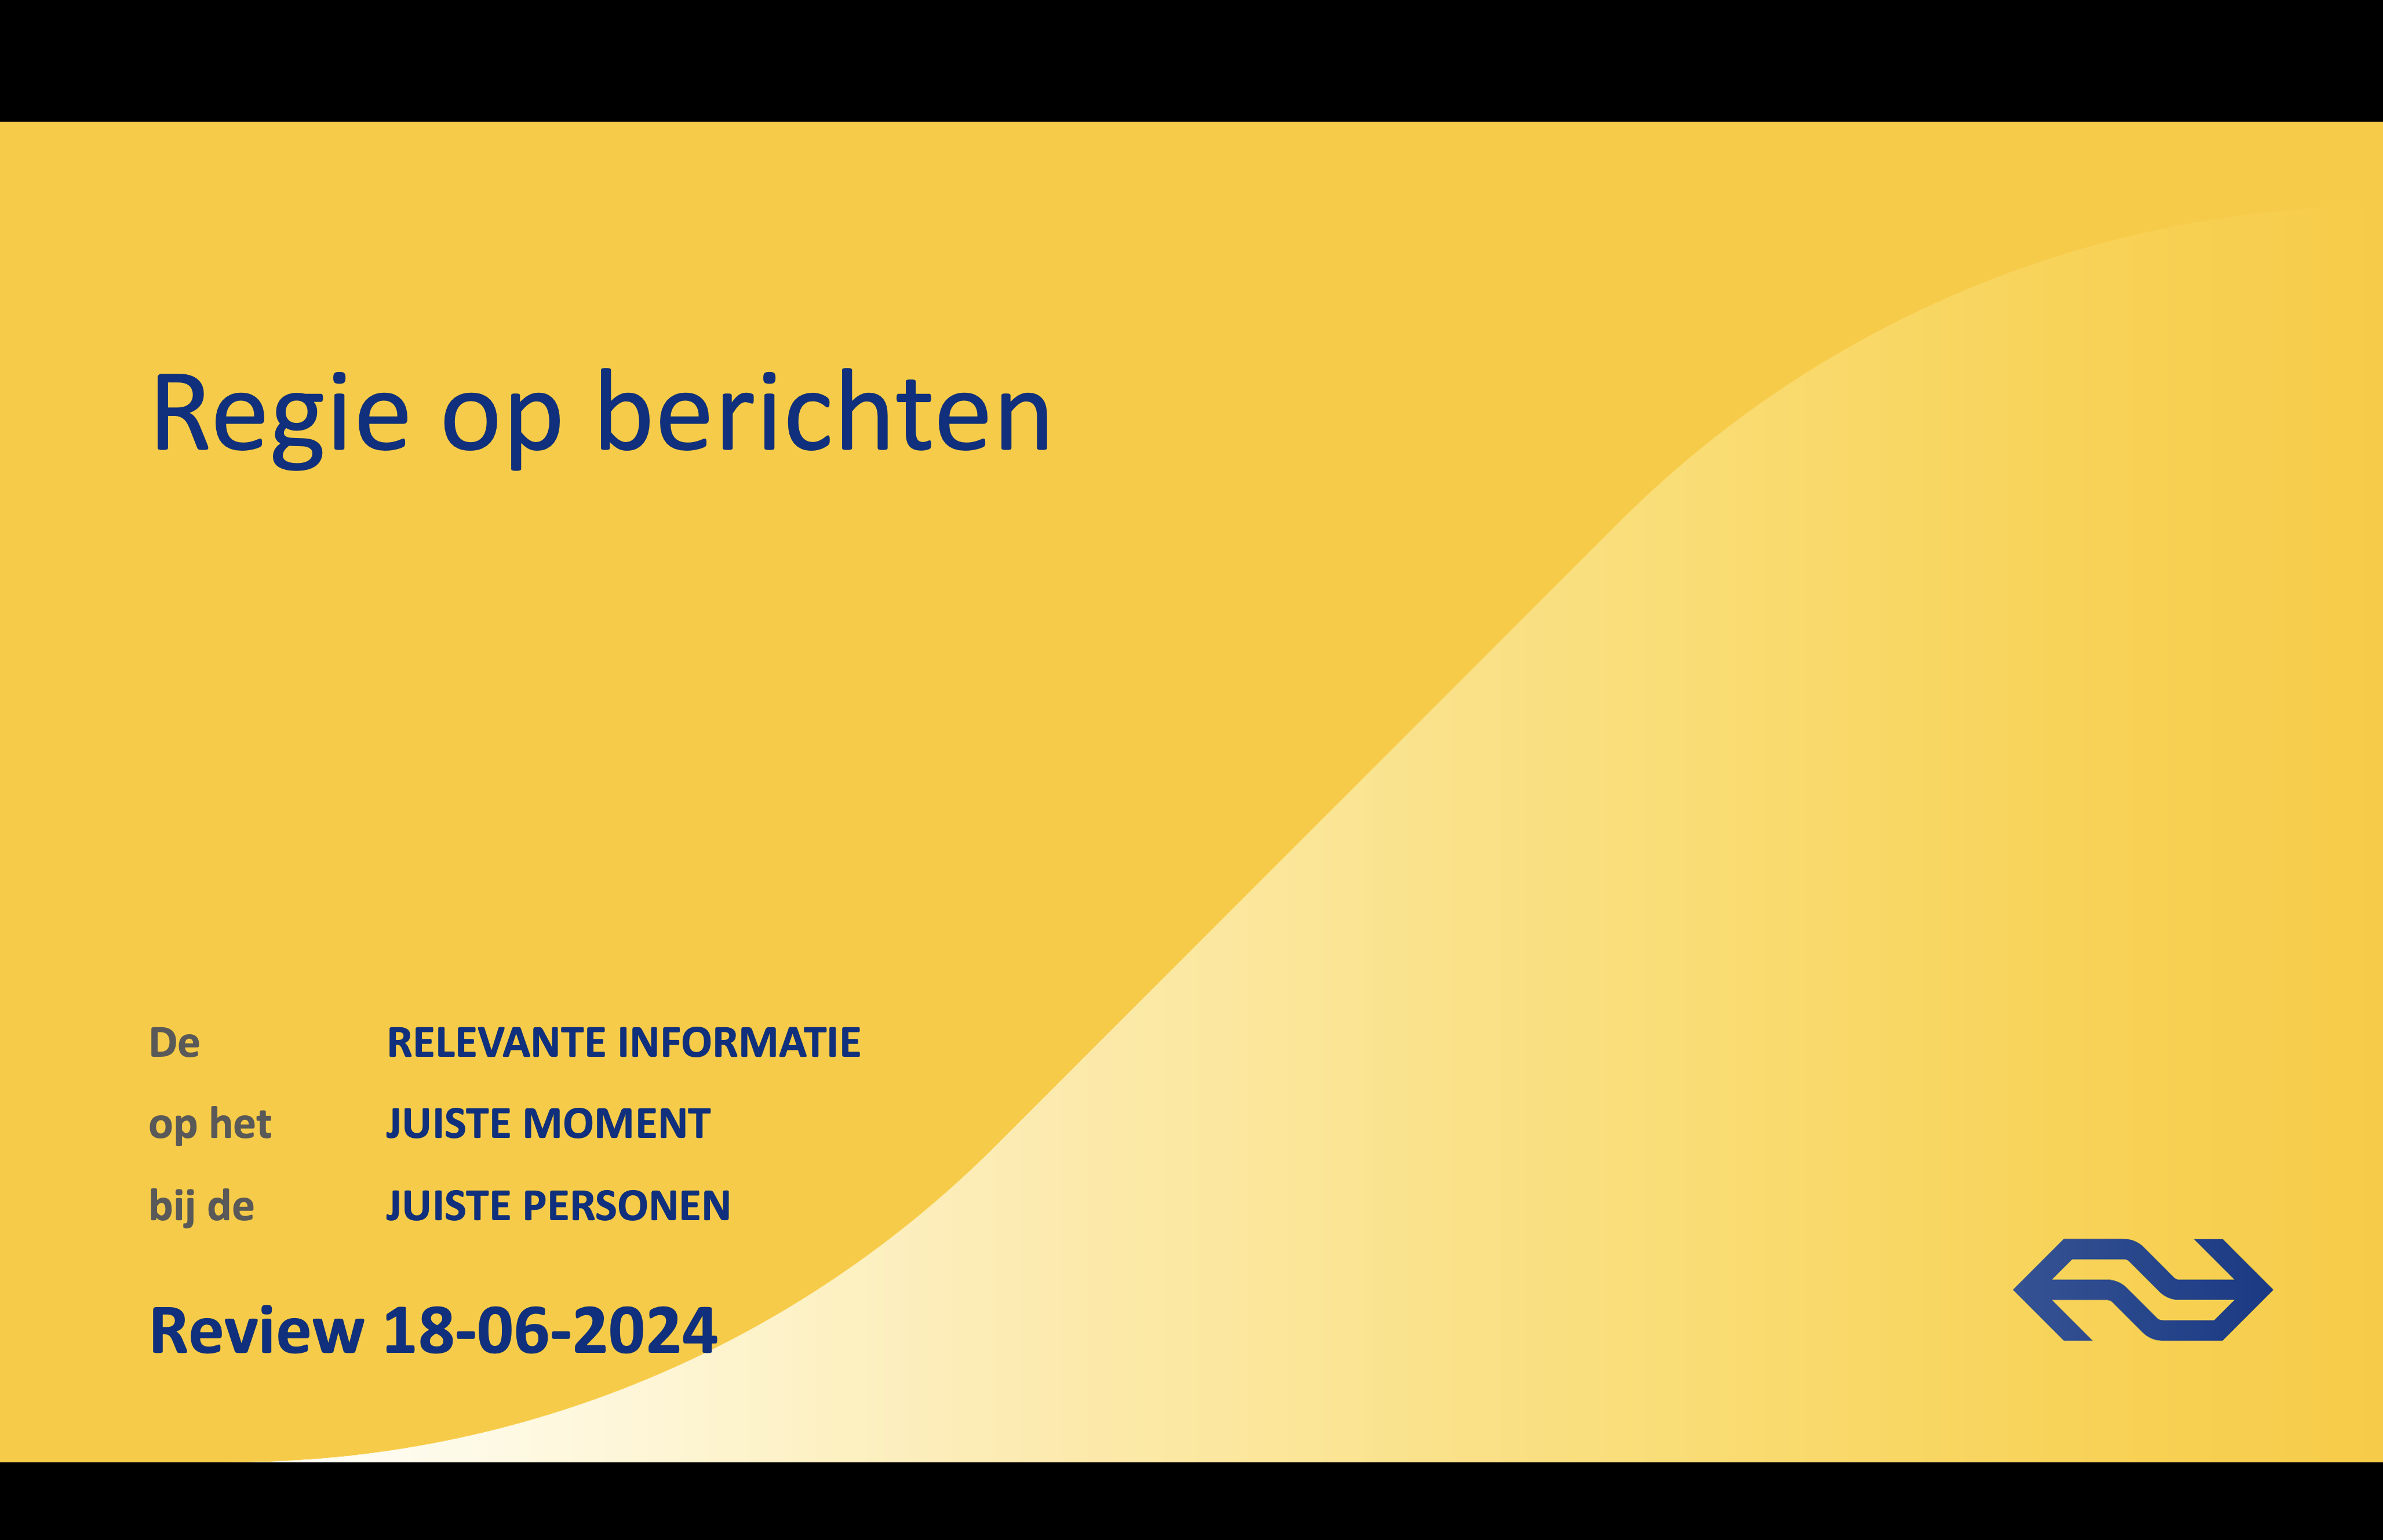 Regie op berichten
De RELEVANTE INFORMATIE
op het JUISTE MOMENT
bij de JUISTE PERSONEN
Review 18-06-2024